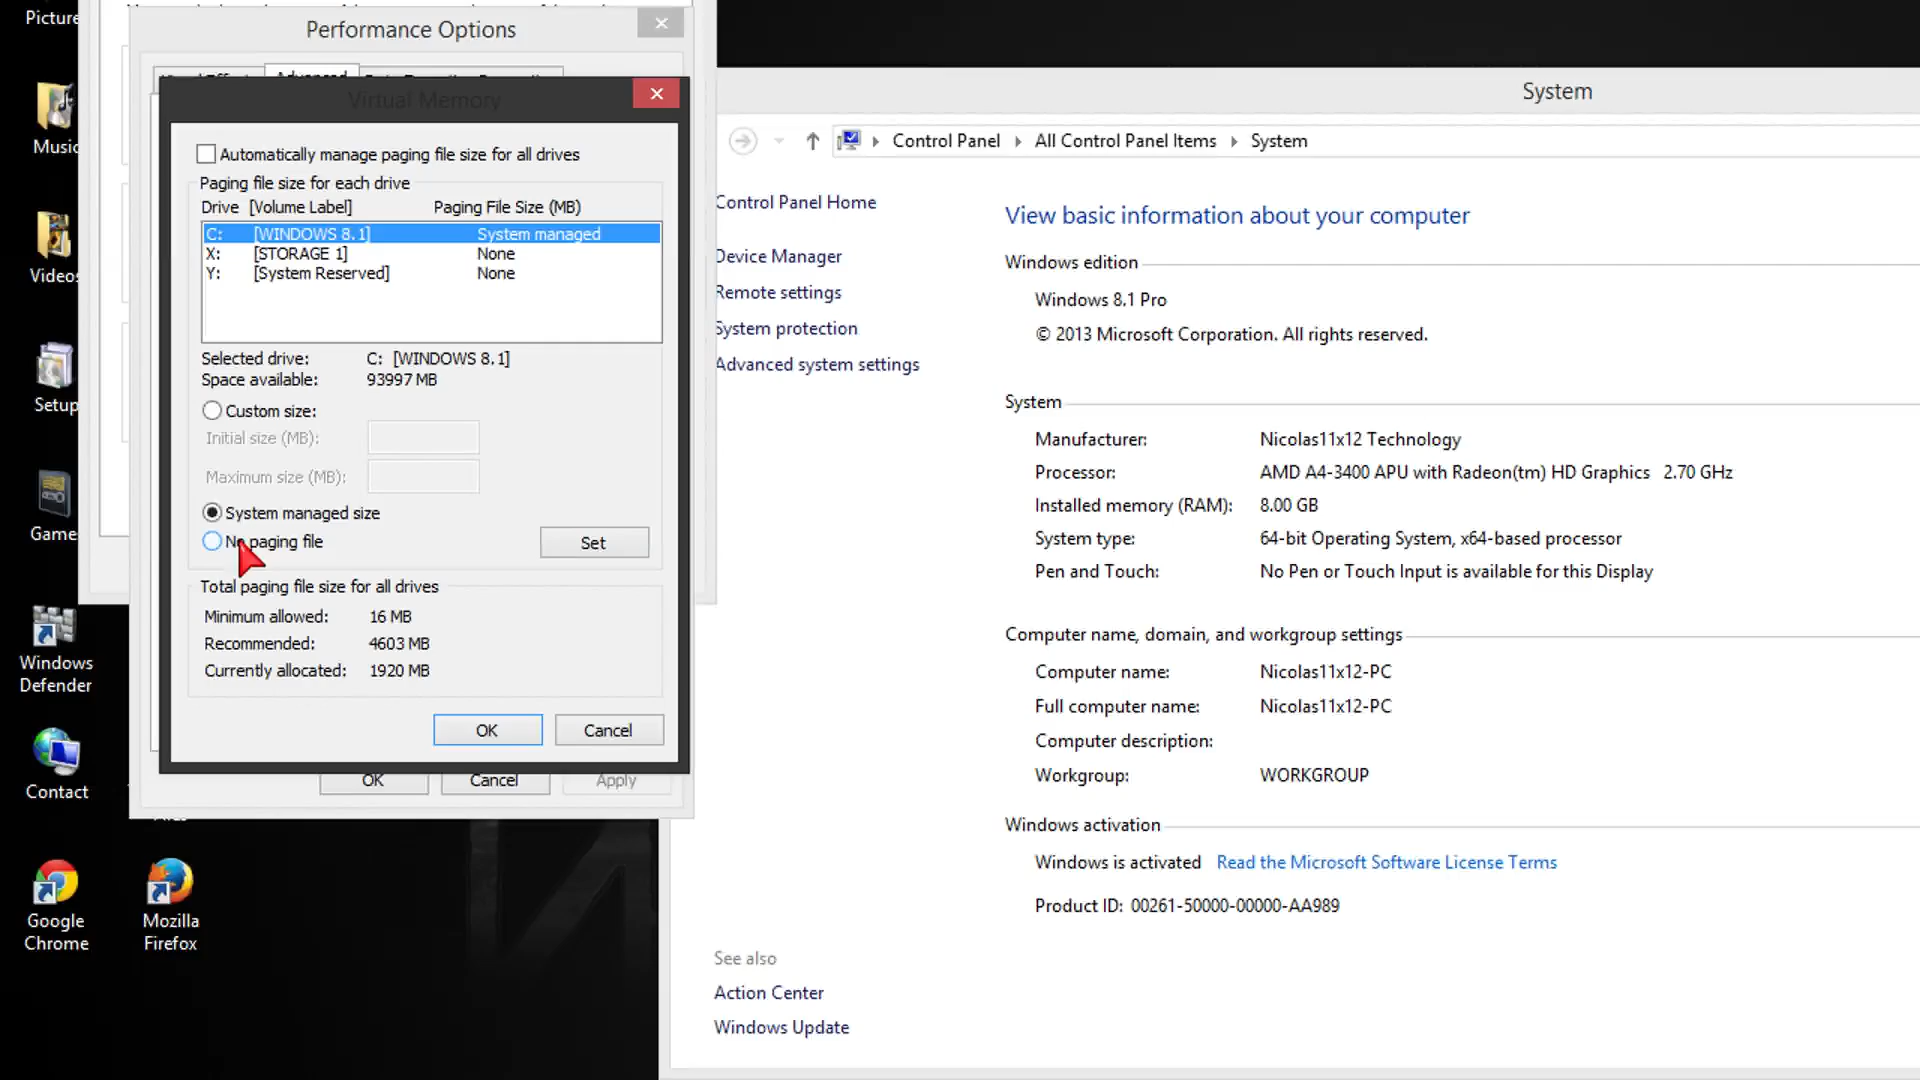 Picture
Music
Videos
Setup
Game
Windows
Defender
Contact
Google
Chrome
Mozilla
Firefox
Performance Options
Advanced
Virtual Memory
Automatically manage paging file size for all drives
Paging file size for each drive
Drive [Volume Label] Paging File Size (MB)
C: [WINDOWS 8.1] System managed
X: [STORAGE 1] None
Y: [System Reserved] None
Selected drive: C: [WINDOWS 8.1]
Space available: 93997 MB
Custom size:
Initial size (MB):
Maximum size (MB):
System managed size
No paging file
Set
Total paging file size for all drives
Minimum allowed: 16 MB
Recommended: 4603 MB
Currently allocated: 1920 MB
OK Cancel
OK Cancel Apply
System
Control Panel All Control Panel Items System
Control Panel Home
Device Manager
Remote settings
System protection
Advanced system settings
See also
Action Center
Windows Update
View basic information about your computer
Windows edition
Windows 8.1 Pro
© 2013 Microsoft Corporation. All rights reserved.
System
Manufacturer: Nicolas11x12 Technology
Processor: AMD A4-3400 APU with Radeon(tm) HD Graphics 2.70 GHz
Installed memory (RAM): 8.00 GB
System type: 64-bit Operating System, x64-based processor
Pen and Touch: No Pen or Touch Input is available for this Display
Computer name, domain, and workgroup settings
Computer name: Nicolas11x12-PC
Full computer name: Nicolas11x12-PC
Computer description:
Workgroup: WORKGROUP
Windows activation
Windows is activated Read the Microsoft Software License Terms
Product ID: 00261-50000-00000-AA989